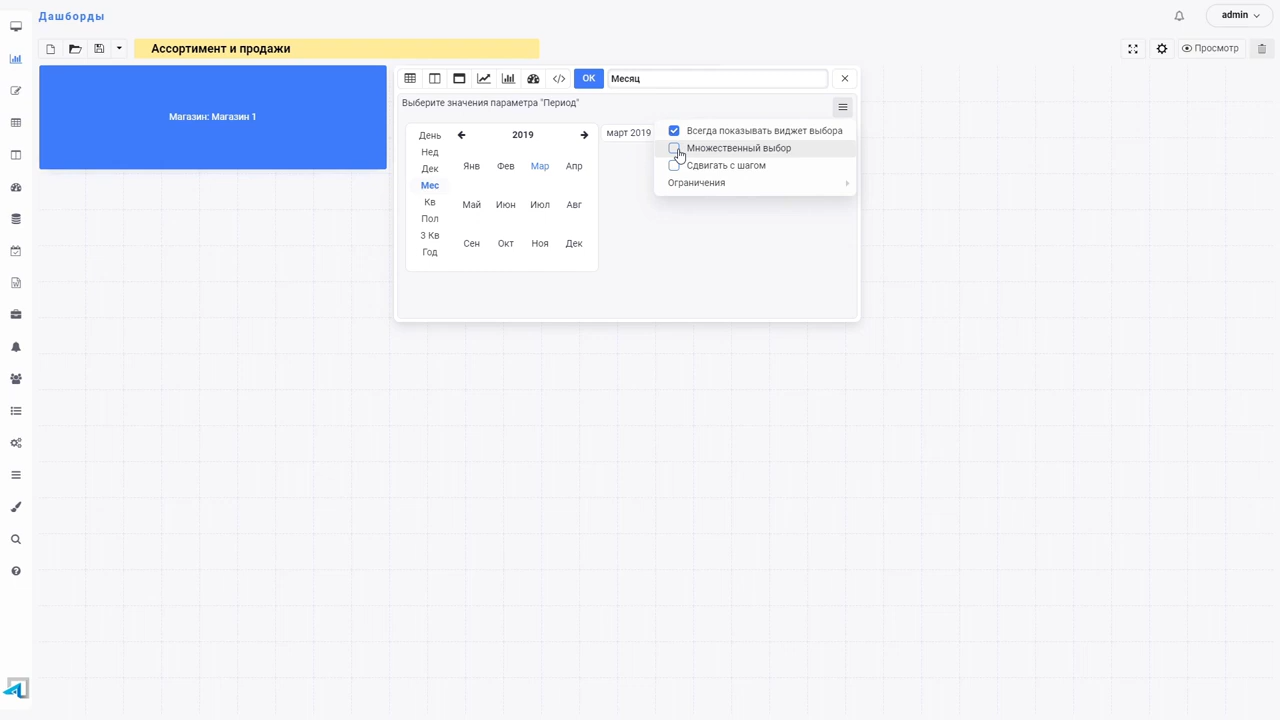 Дашборды
admin
Ассортимент и продажи
Просмотр
Магазин: Магазин 1
ОК
Месяц
Выберите значения параметра "Период"
День
Нед
Дек
Мес
Кв
Пол
3 Кв
Год
2019
Янв Фев Мар Апр
Май Июн Июл Авг
Сен Окт Ноя Дек
март 2019
Всегда показывать виджет выбора
Множественный выбор
Сдвигать с шагом
Ограничения